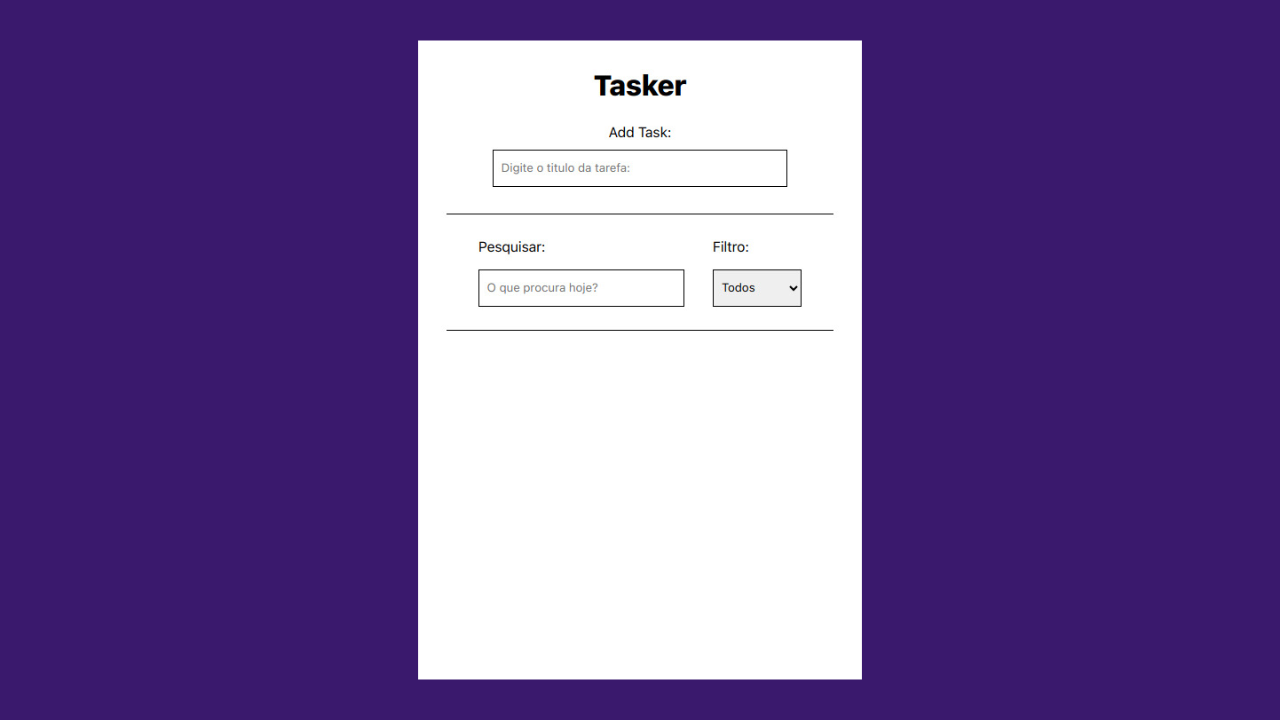 Tasker
Add Task:
Digite o titulo da tarefa:
Pesquisar:
Filtro:
O que procura hoje?
Todos